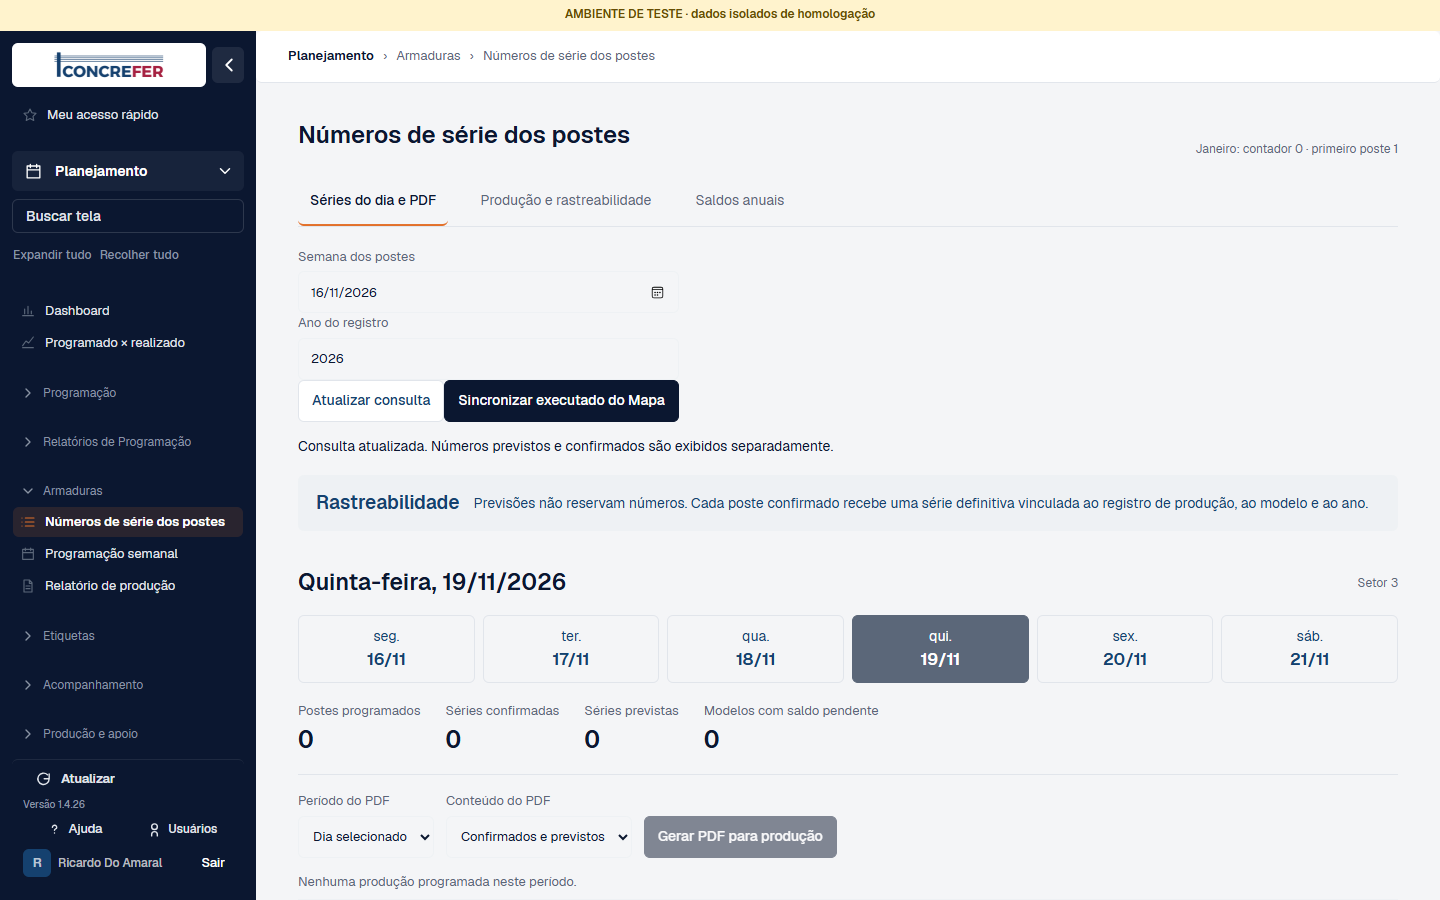 AMBIENTE DE TESTE · dados isolados de homologação
CONCREFER
Meu acesso rápido
Planejamento
Buscar tela
Expandir tudo Recolher tudo
Dashboard
Programado × realizado
Programação
Relatórios de Programação
Armaduras
Números de série dos postes
Programação semanal
Relatório de produção
Etiquetas
Acompanhamento
Produção e apoio
Atualizar
Versão 1.4.26
? Ajuda Usuários
R Ricardo Do Amaral Sair
Planejamento › Armaduras › Números de série dos postes
Números de série dos postes
Janeiro: contador 0 · primeiro poste 1
Séries do dia e PDF Produção e rastreabilidade Saldos anuais
Semana dos postes
16/11/2026
Ano do registro
2026
Atualizar consulta Sincronizar executado do Mapa
Consulta atualizada. Números previstos e confirmados são exibidos separadamente.
Rastreabilidade Previsões não reservam números. Cada poste confirmado recebe uma série definitiva vinculada ao registro de produção, ao modelo e ao ano.
Quinta-feira, 19/11/2026
Setor 3
seg. ter. qua. qui. sex. sáb.
16/11 17/11 18/11 19/11 20/11 21/11
Postes programados Séries confirmadas Séries previstas Modelos com saldo pendente
0 0 0 0
Período do PDF Conteúdo do PDF
Dia selecionado Confirmados e previstos Gerar PDF para produção
Nenhuma produção programada neste período.